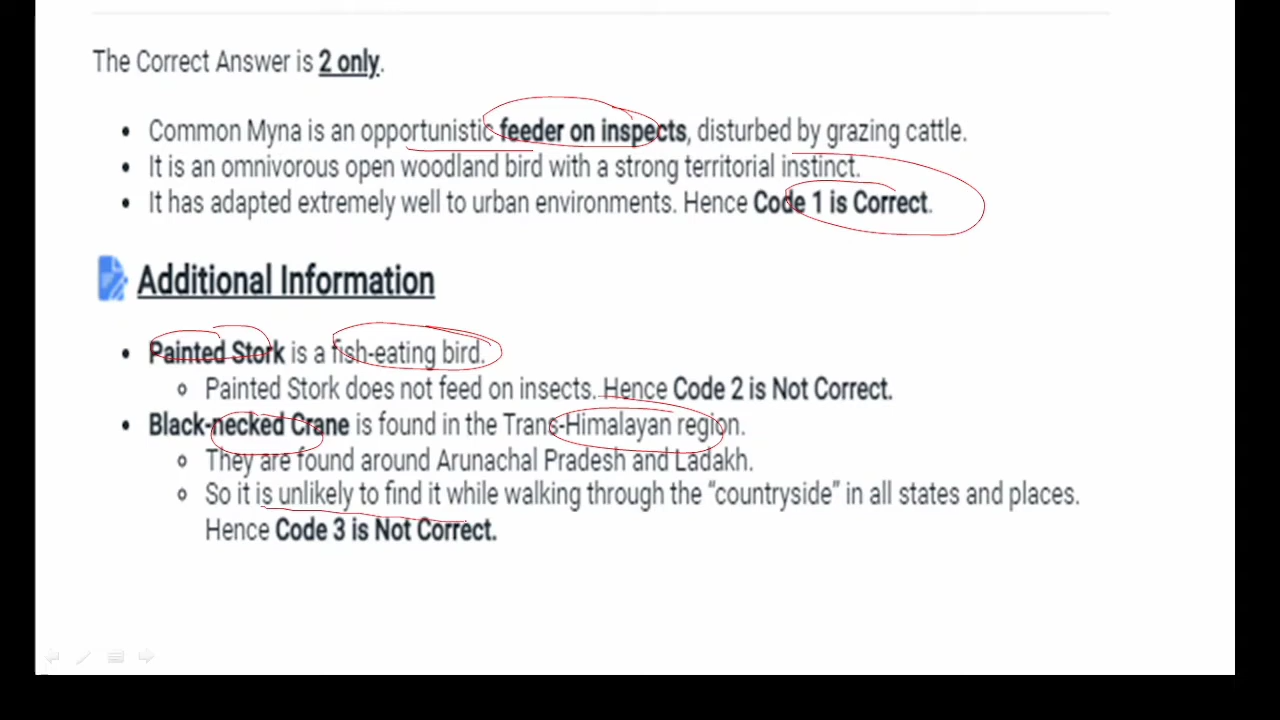 The Correct Answer is 2 only.
• Common Myna is an opportunistic feeder on inspects, disturbed by grazing cattle.
• It is an omnivorous open woodland bird with a strong territorial instinct.
• It has adapted extremely well to urban environments. Hence Code 1 is Correct.
Additional Information
• Painted Stork is a fish-eating bird.
○ Painted Stork does not feed on insects. Hence Code 2 is Not Correct.
• Black-necked Crane is found in the Trans-Himalayan region.
○ They are found around Arunachal Pradesh and Ladakh.
○ So it is unlikely to find it while walking through the “countryside” in all states and places.
Hence Code 3 is Not Correct.